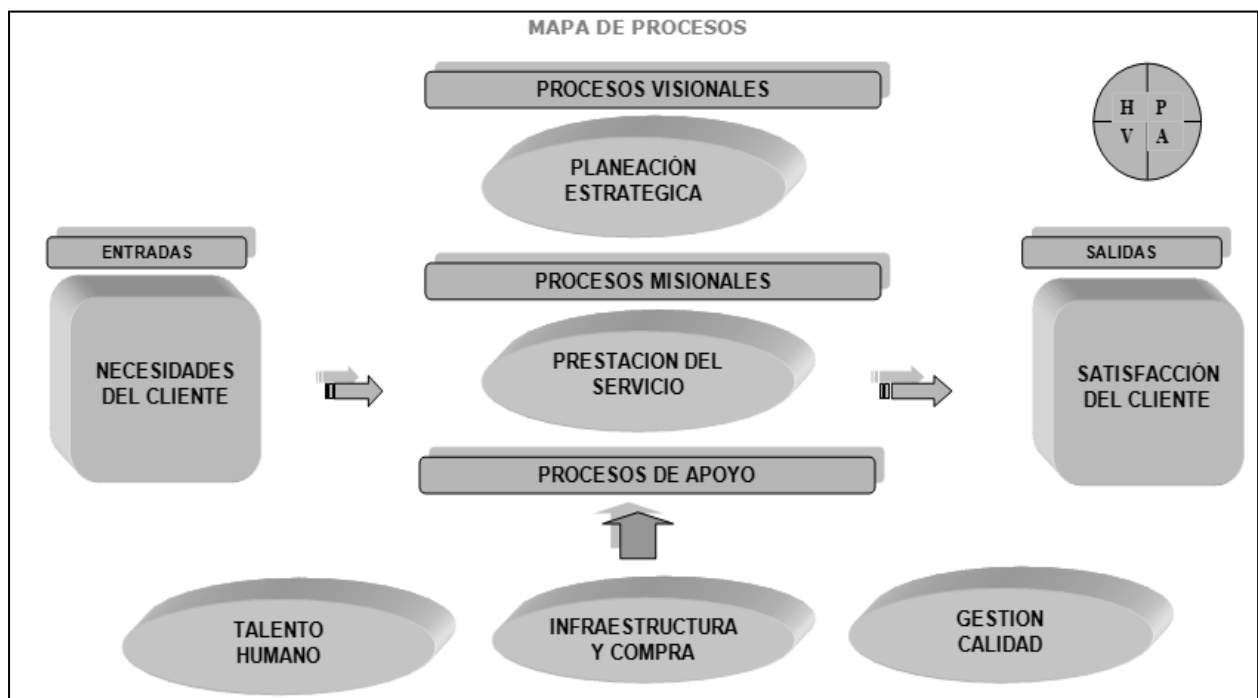 MAPA DE PROCESOS
PROCESOS VISIONALES
H P
V A
PLANEACIÓN
ESTRATEGICA
ENTRADAS
PROCESOS MISIONALES
SALIDAS
NECESIDADES
DEL CLIENTE
PRESTACION DEL
SERVICIO
SATISFACCIÓN
DEL CLIENTE
PROCESOS DE APOYO
TALENTO
HUMANO
INFRAESTRUCTURA
Y COMPRA
GESTION
CALIDAD